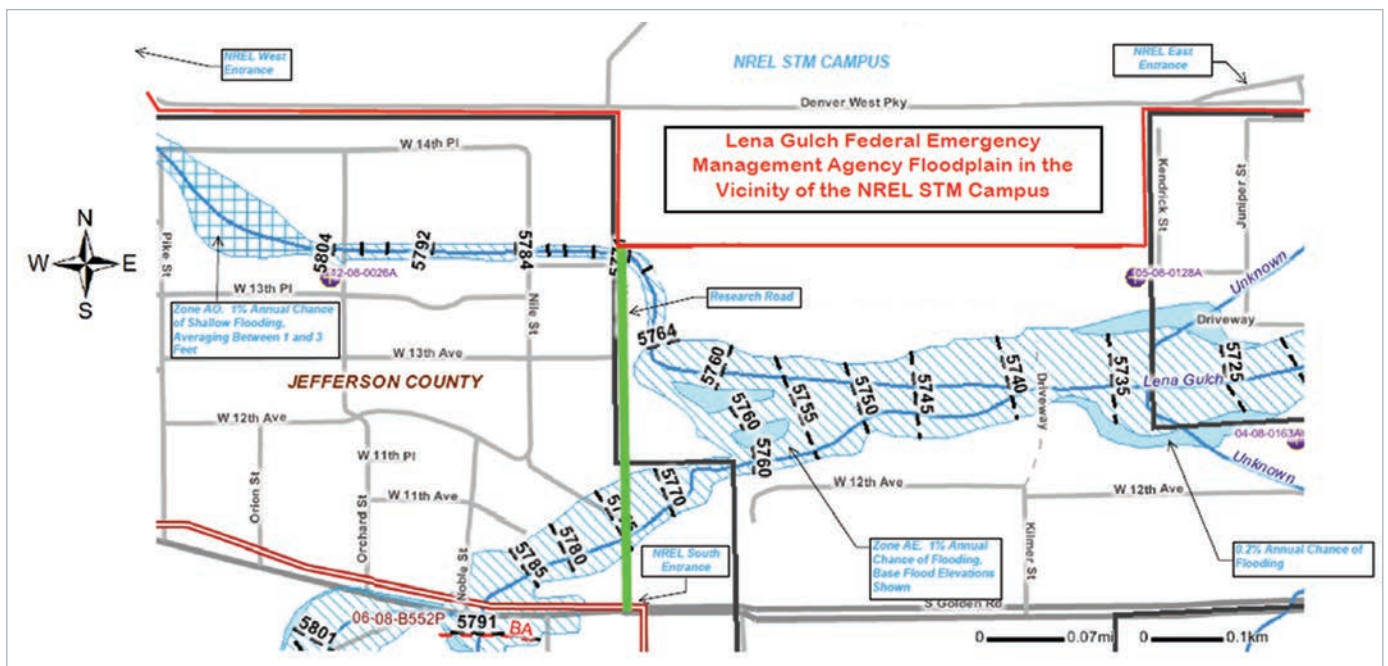 NREL West
Entrance
NREL STM CAMPUS
NREL East
Entrance
Denver West Pky
Lena Gulch Federal Emergency
Management Agency Floodplain in the
Vicinity of the NREL STM Campus
W 14th Pl
Kendrick St
Juniper St
N
W E
S
Pike St
5804
5792
5784
12-08-0026A
05-08-0128A
Unknown
W 13th Pl
Nile St
Research Road
Zone AO. 1% Annual Chance
of Shallow Flooding,
Averaging Between 1 and 3
Feet
5764
Driveway
W 13th Ave
5760
5755
5750
5745
5740
5735
5725
Lena Gulch
JEFFERSON COUNTY
Driveway
5760
W 12th Ave
04-08-0163A
5760
W 11th Pl
Unknown
5770
W 12th Ave
W 12th Ave
W 11th Ave
Orion St
Orchard St
Noble St
5780
5785
NREL South
Entrance
Zone AE. 1% Annual
Chance of Flooding,
Base Flood Elevations
Shown
Kilmer St
0.2% Annual Chance of
Flooding
S Golden Rd
06-08-B552P
5791
BA
5801
0 0.07mi 0 0.1km